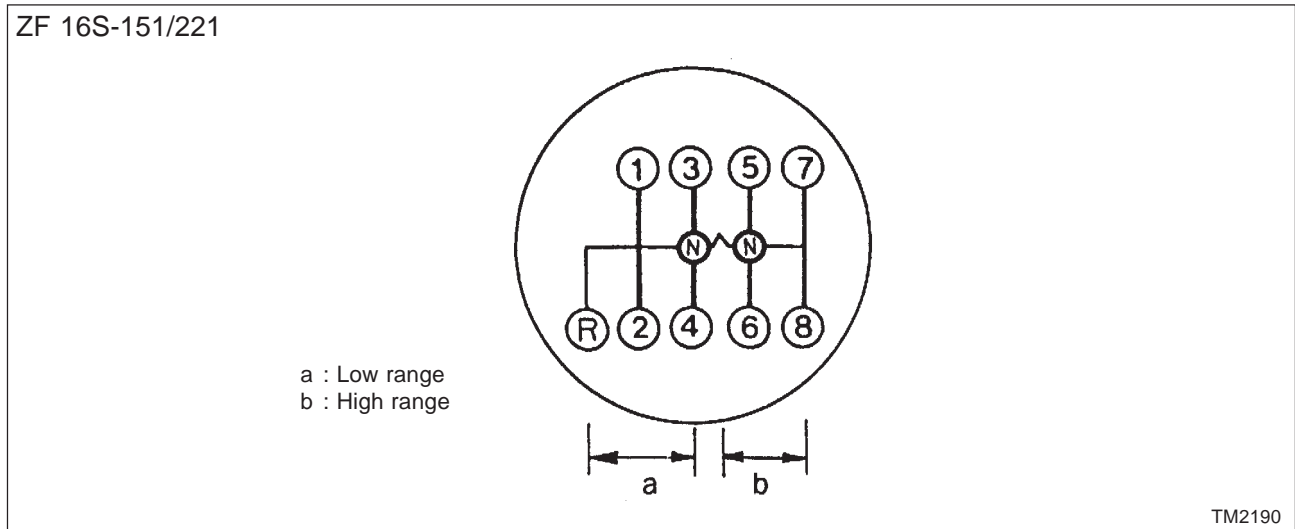 ZF 16S-151/221
1 3 5 7
N N
R 2 4 6 8
a : Low range
b : High range
a b
TM2190